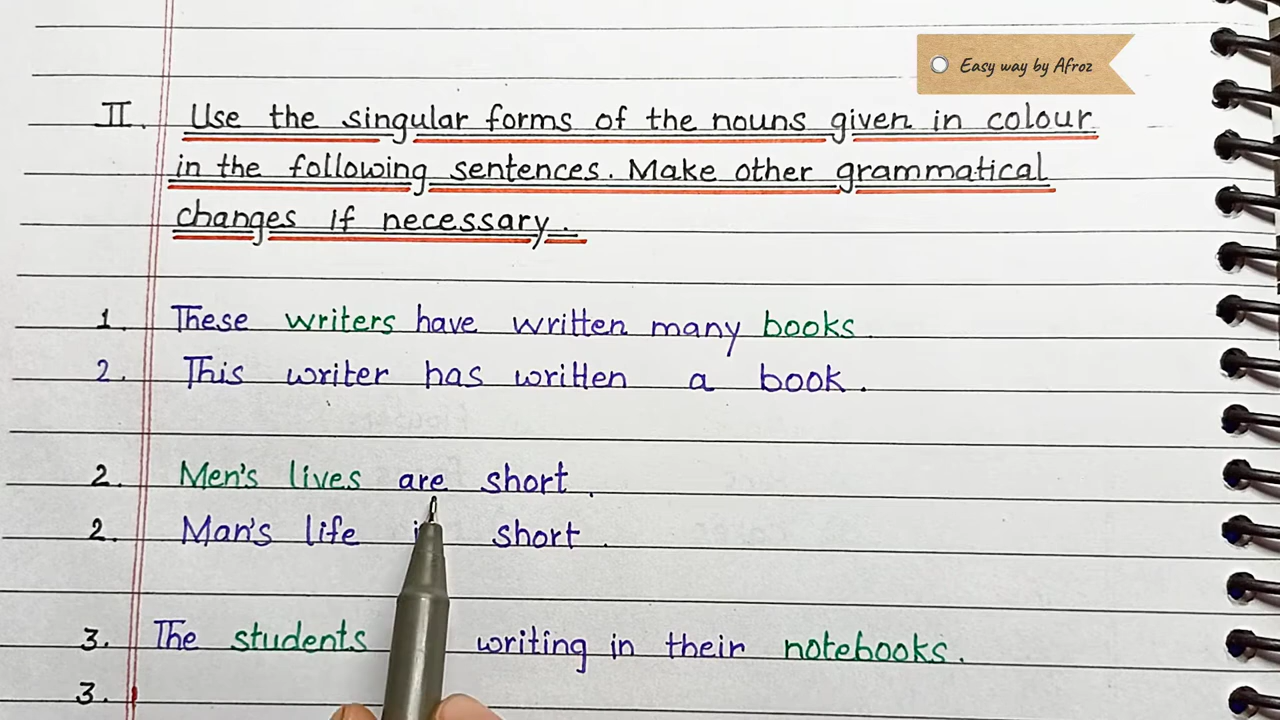 Easy way by Afroz
II. Use the singular forms of the nouns given in colour
in the following sentences. Make other grammatical
changes if necessary.
1. These writers have written many books.
2. This writer has written a book.
2. Men's lives are short.
2. Man's life short.
3. The students writing in their notebooks.
3.